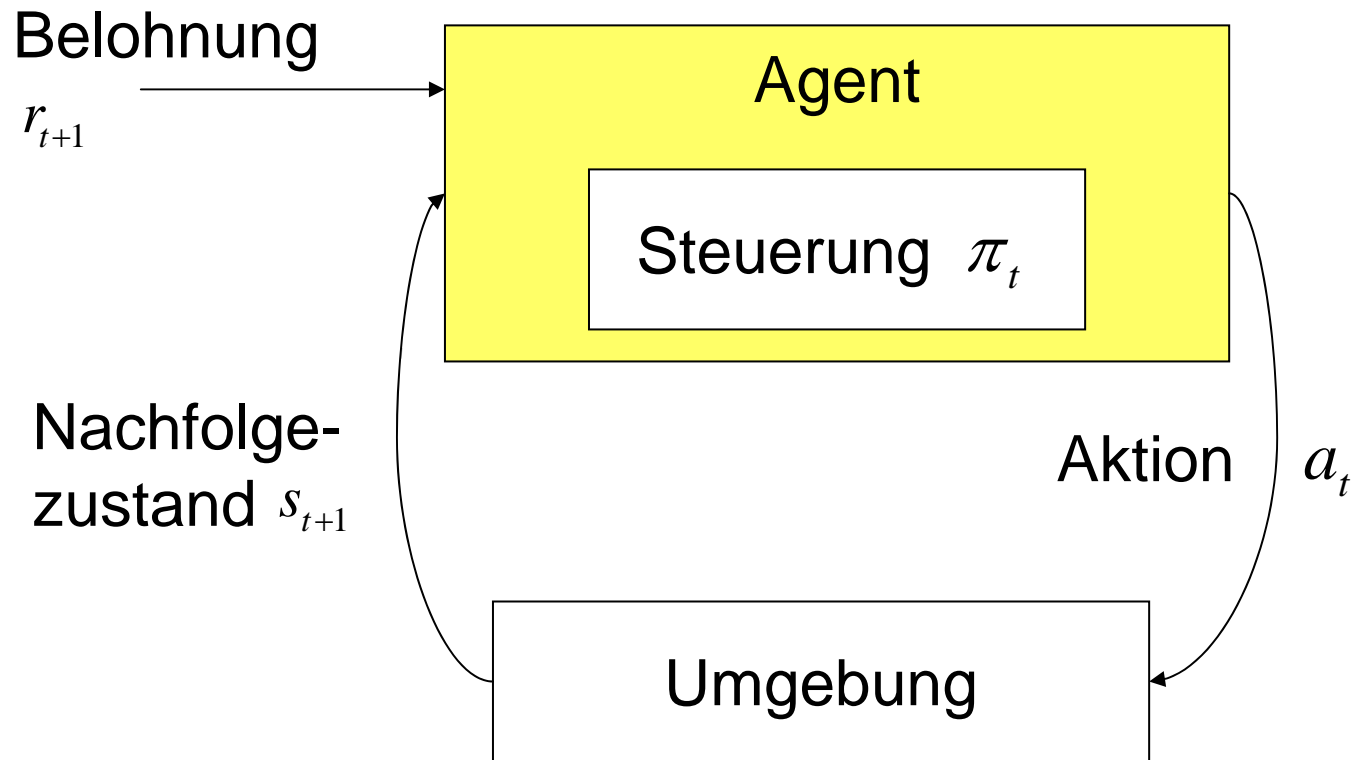 Belohnung
r_{t+1}
Agent
Steuerung π_t
Nachfolge-
zustand s_{t+1}
Aktion a_t
Umgebung